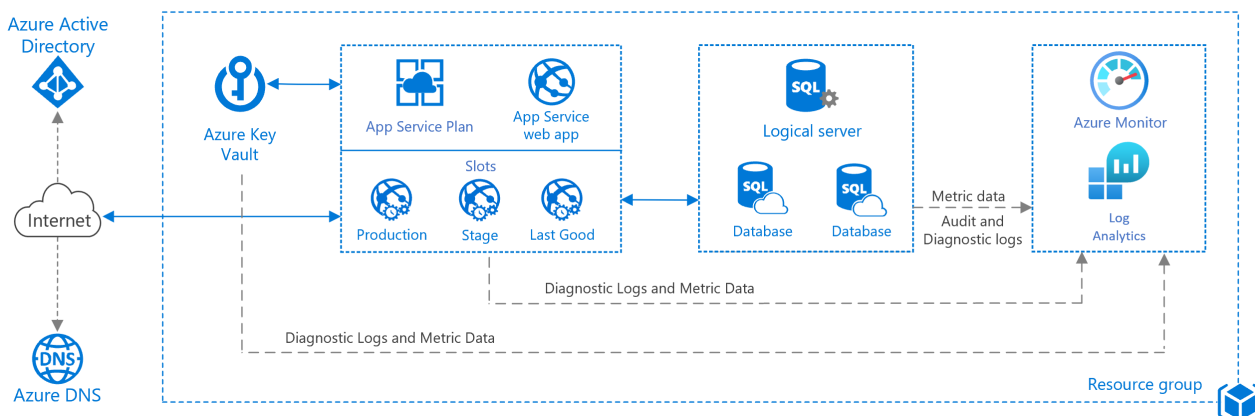 Azure Active
Directory
Internet
DNS
Azure DNS
Azure Key
Vault
App Service Plan
App Service
web app
Slots
Production
Stage
Last Good
SQL
Logical server
SQL
Database
SQL
Database
Metric data
Audit and
Diagnostic logs
Azure Monitor
Log
Analytics
Diagnostic Logs and Metric Data
Diagnostic Logs and Metric Data
Resource group